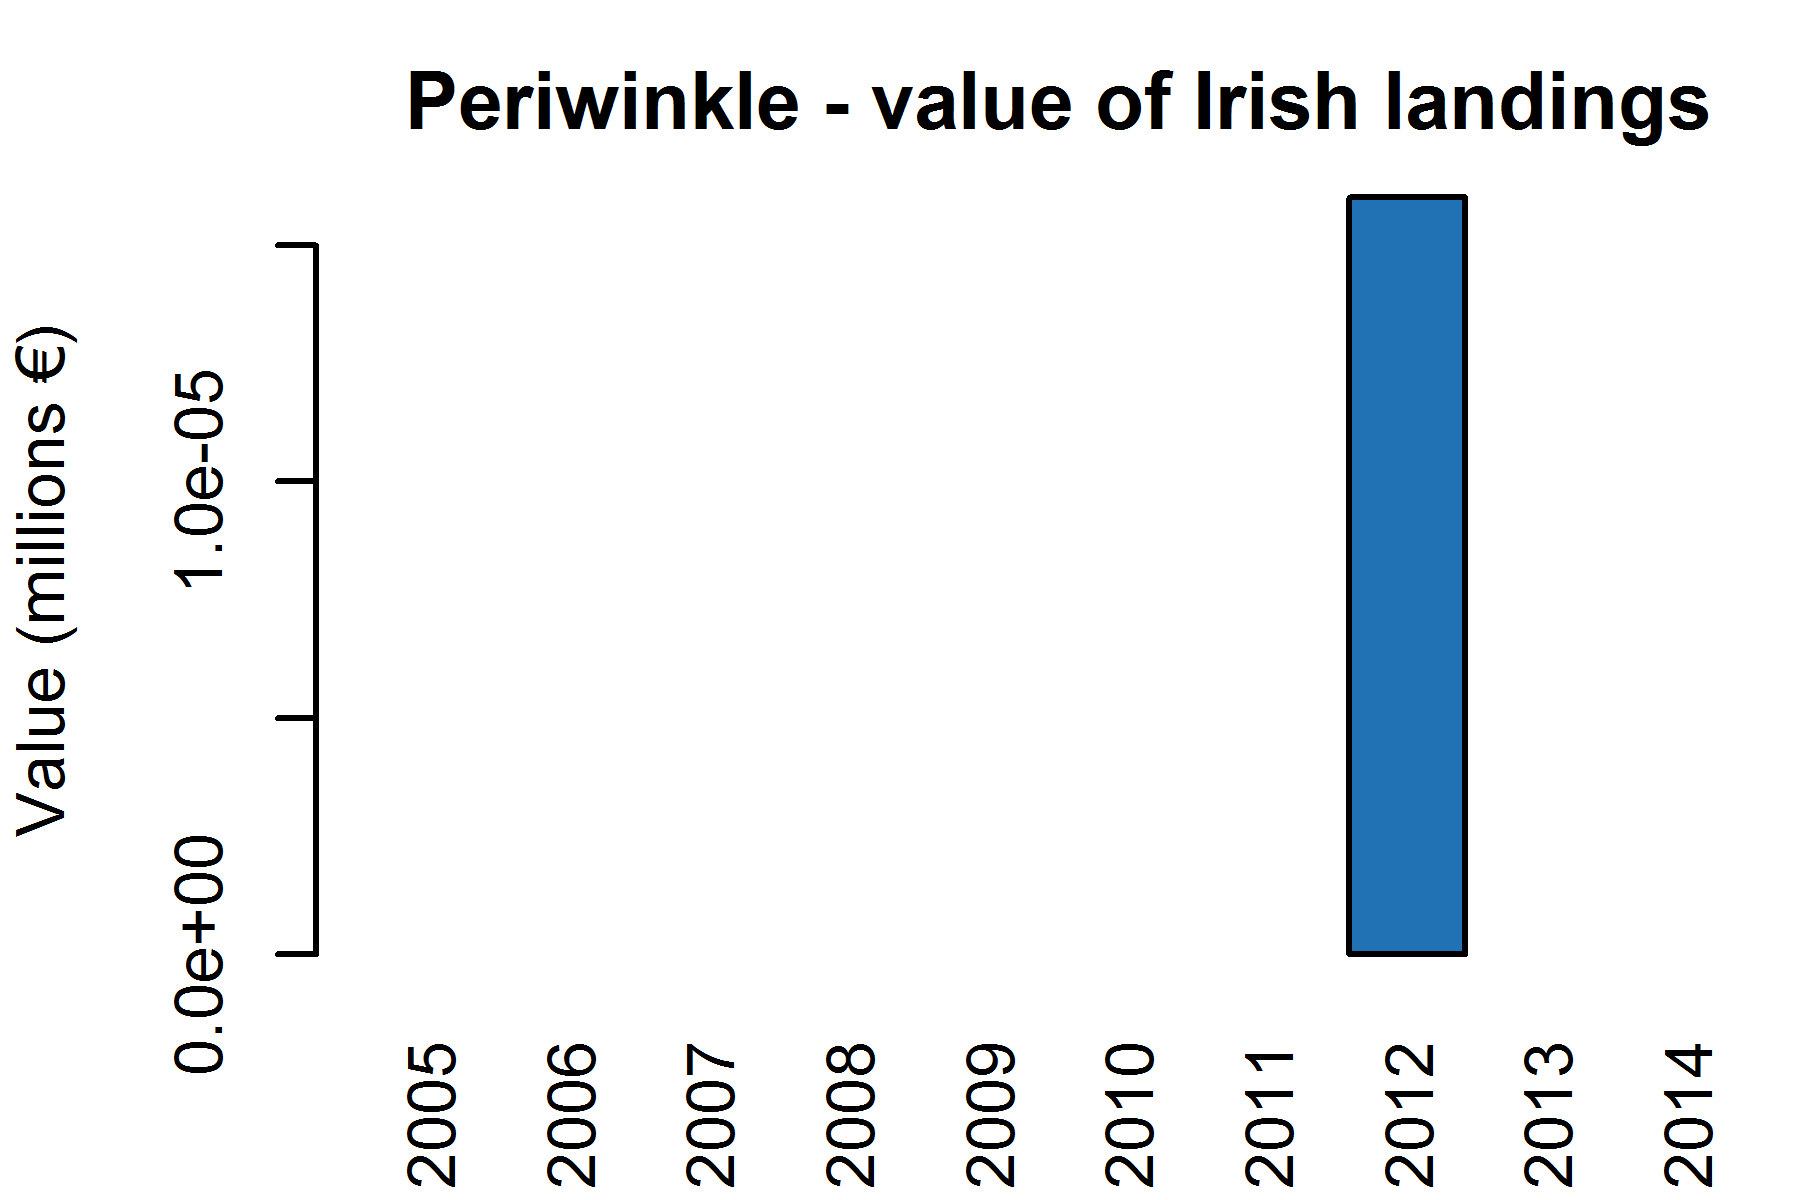 Periwinkle - value of Irish landings
Value (millions €)
1.0e-05
0.0e+00
2005
2006
2007
2008
2009
2010
2011
2012
2013
2014